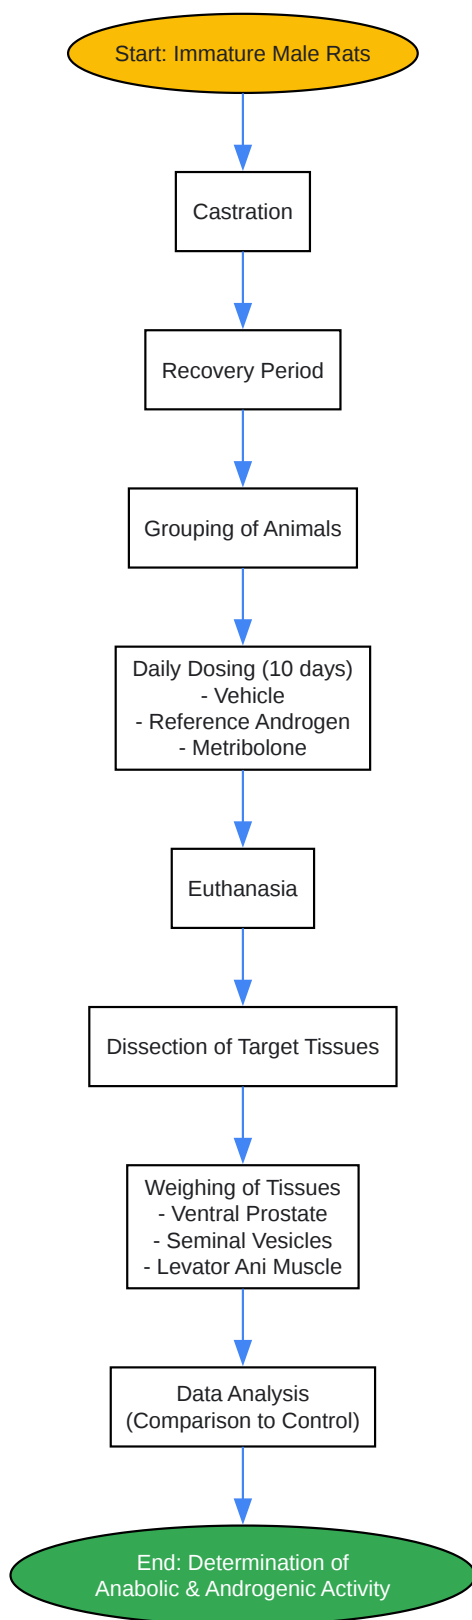 Start: Immature Male Rats
Castration
Recovery Period
Grouping of Animals
Daily Dosing (10 days)
- Vehicle
- Reference Androgen
- Metribolone
Euthanasia
Dissection of Target Tissues
Weighing of Tissues
- Ventral Prostate
- Seminal Vesicles
- Levator Ani Muscle
Data Analysis
(Comparison to Control)
End: Determination of
Anabolic & Androgenic Activity